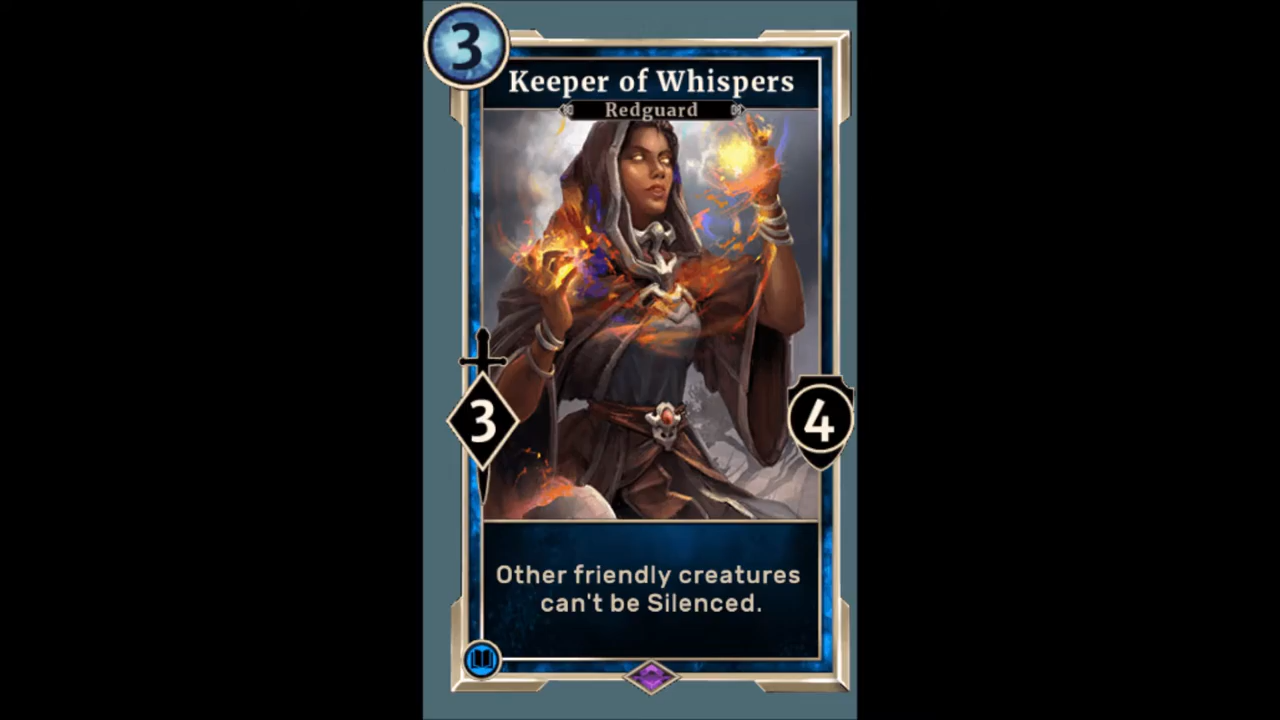 3
Keeper of Whispers
Redguard
3
4
Other friendly creatures
can't be Silenced.